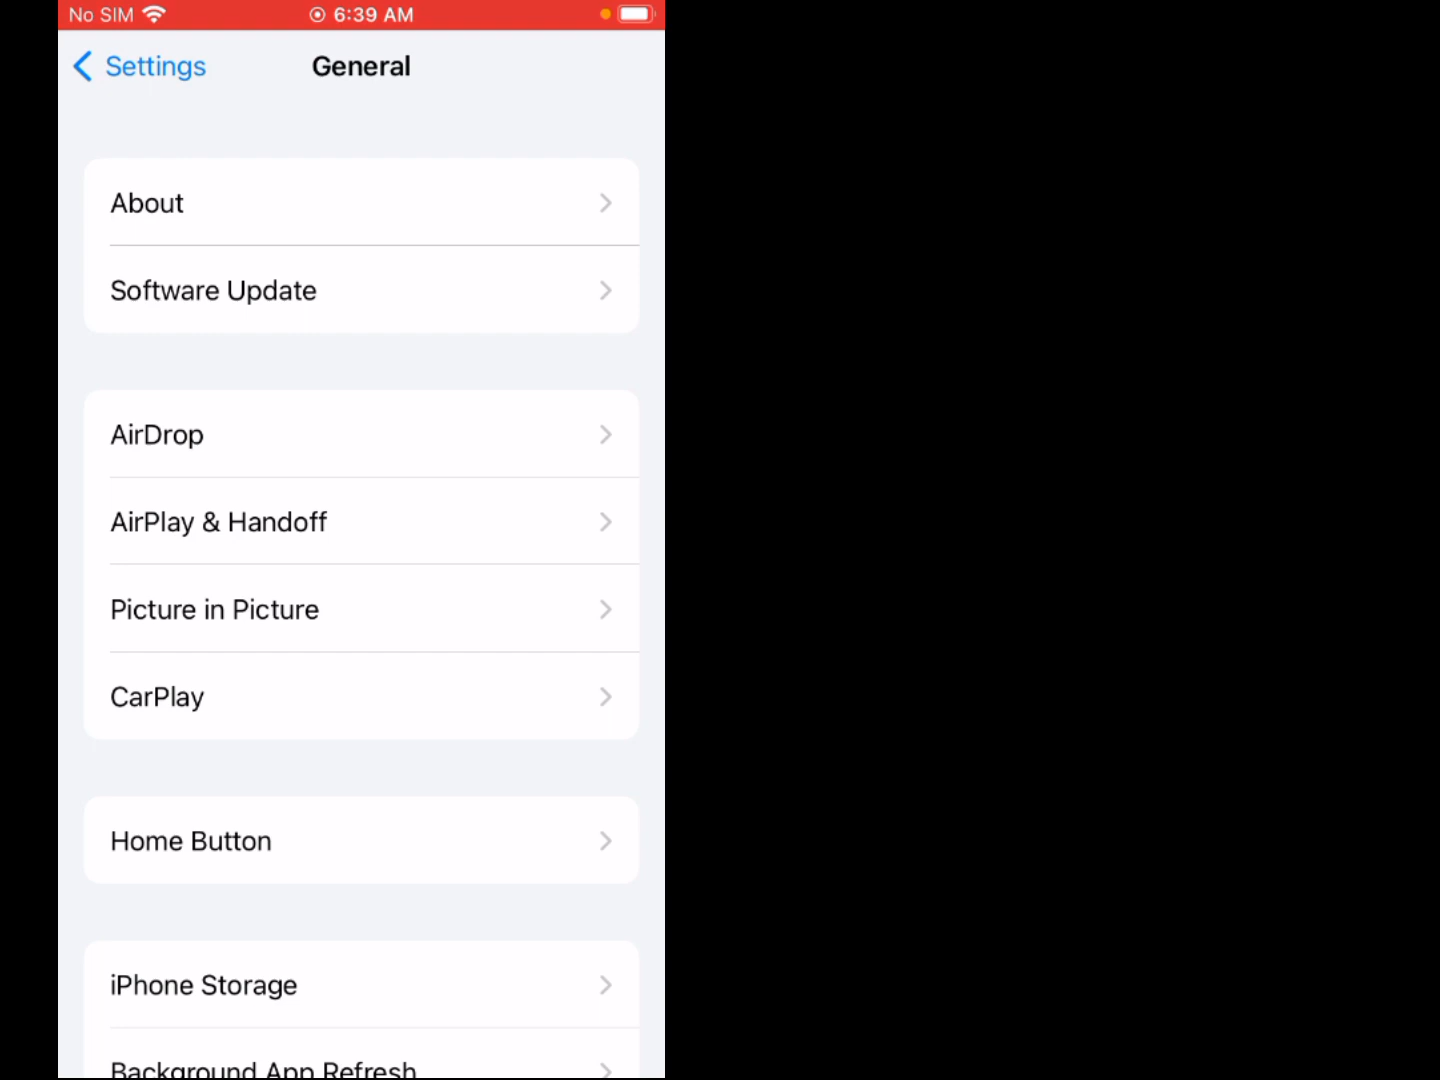 No SIM 6:39 AM
Settings General
About
Software Update
AirDrop
AirPlay & Handoff
Picture in Picture
CarPlay
Home Button
iPhone Storage
Background App Refresh